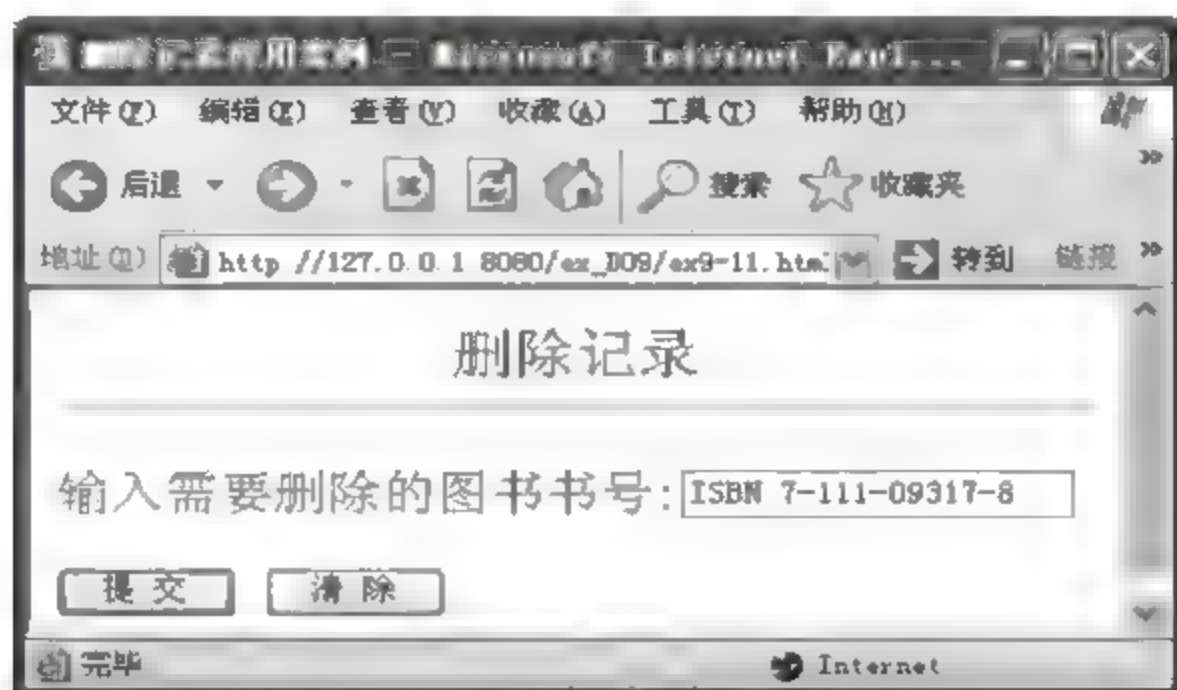 文件(F) 编辑(E) 查看(V) 收藏(A) 工具(T) 帮助(H)
后退 搜索 收藏夹 »
地址(D) http //127.0.0.1 8080/ex_D09/ex9-11.html 转到 链接 »
删除记录
输入需要删除的图书书号:ISBN 7-111-09317-8
提 交 清 除
完毕 Internet